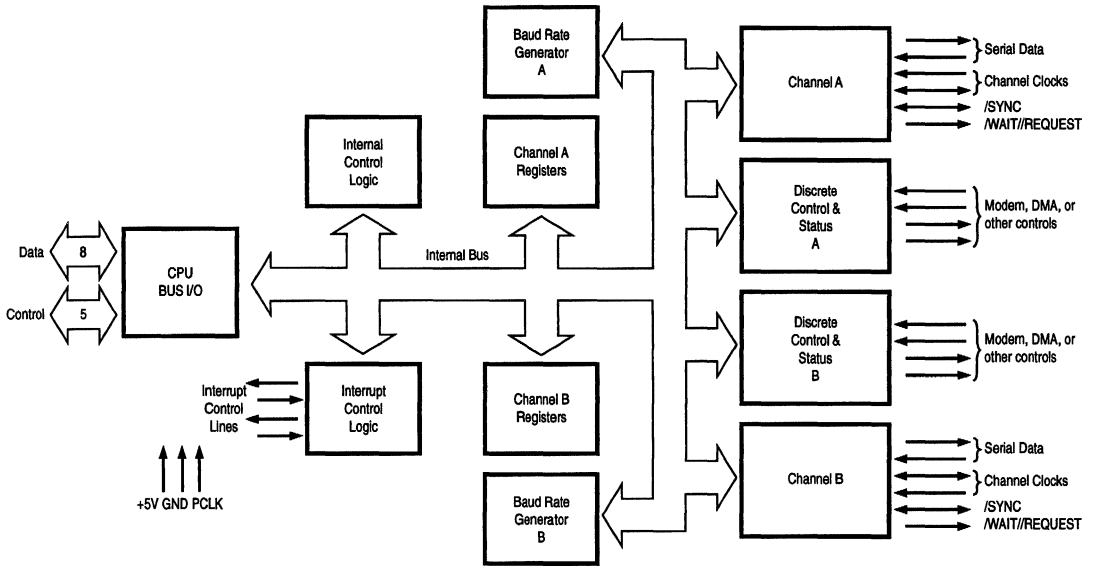 Baud Rate
Generator
A
Channel A
Serial Data
Channel Clocks
/SYNC
/WAIT//REQUEST
Internal
Control
Logic
Channel A
Registers
Discrete
Control &
Status
A
Modem, DMA, or
other controls
Data
8
Control
5
CPU
BUS I/O
Internal Bus
Discrete
Control &
Status
B
Modem, DMA, or
other controls
Interrupt
Control
Lines
Interrupt
Control
Logic
Channel B
Registers
Channel B
Serial Data
Channel Clocks
/SYNC
/WAIT//REQUEST
+5V GND PCLK
Baud Rate
Generator
B